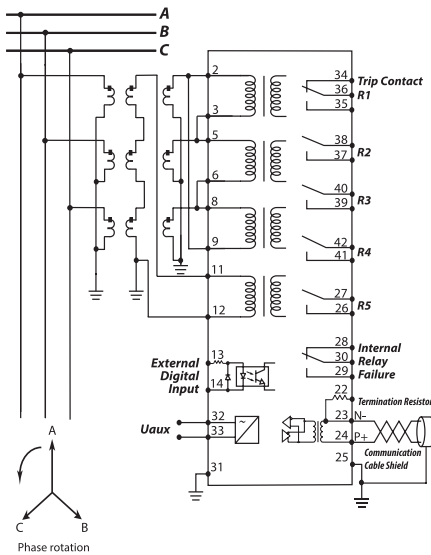 A
B
C
2
34
Trip Contact
36
R1
3
35
5
38
R2
37
6
40
8
R3
39
9
42
R4
41
11
27
R5
12
26
28
Internal
13
30
Relay
External
Digital
Input
14
29
Failure
22
Termination Resistor
32
23
N-
Uaux
33
24
P+
Communication
Cable Shield
25
31
A
C
B
Phase rotation